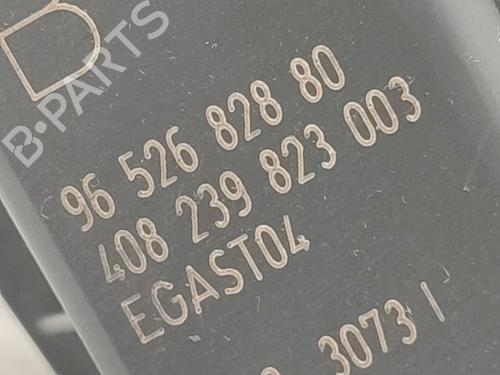 D
96 526 828 80
408 239 823 003
EGAST04
3073 I
B-PARTS